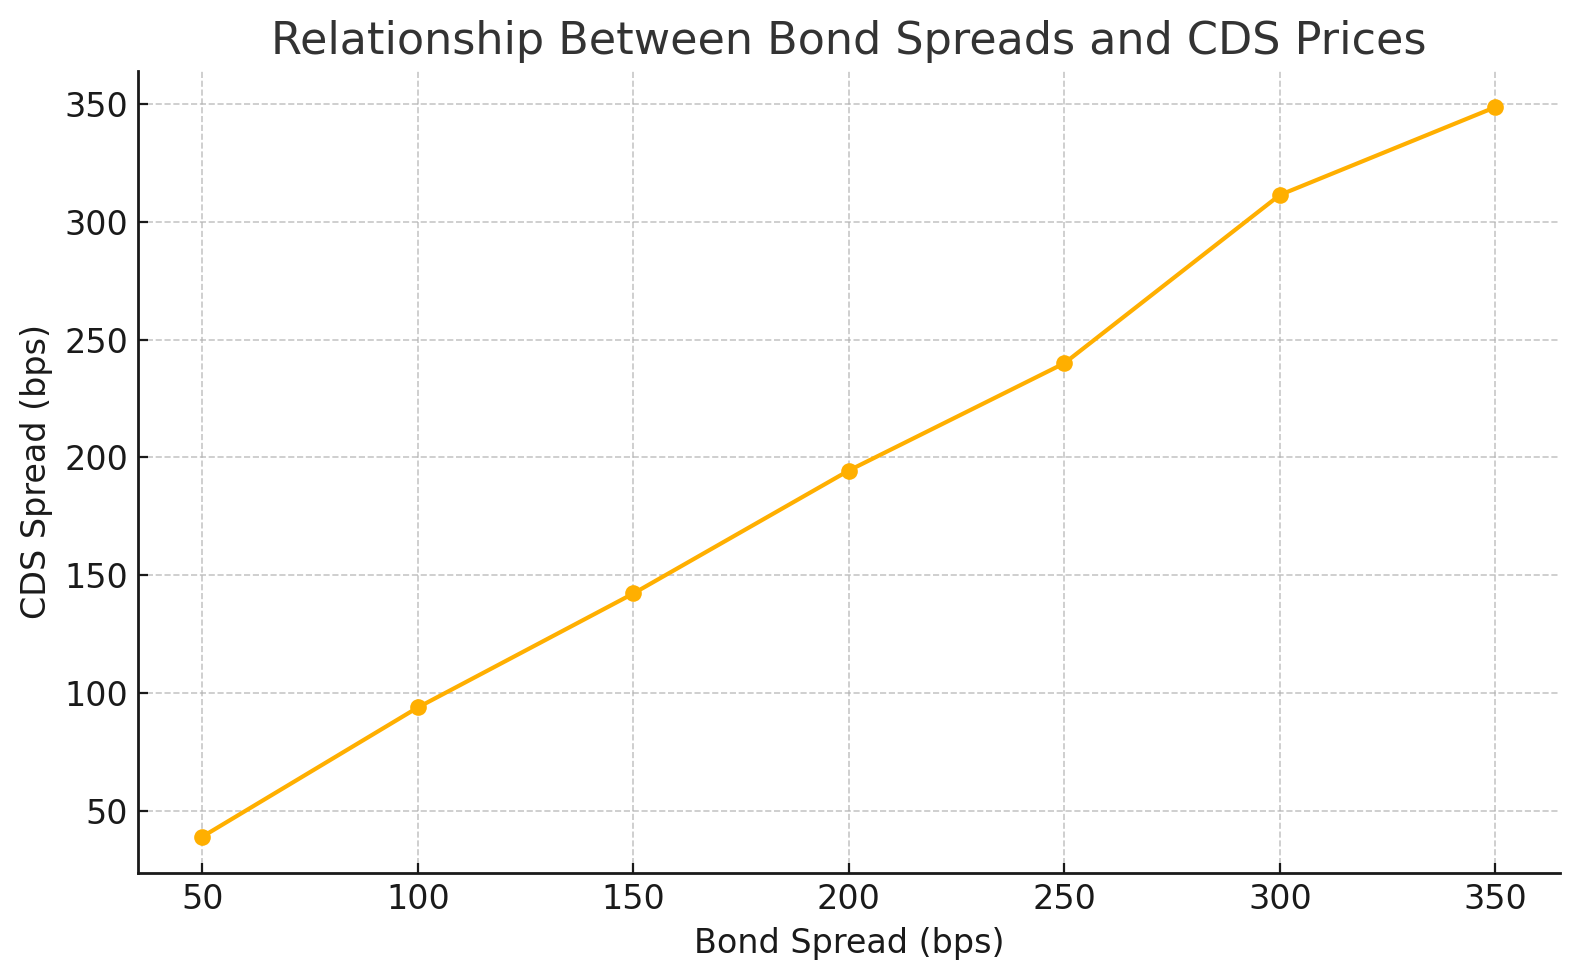 Relationship Between Bond Spreads and CDS Prices
350
300
250
200
150
100
50
CDS Spread (bps)
50 100 150 200 250 300 350
Bond Spread (bps)